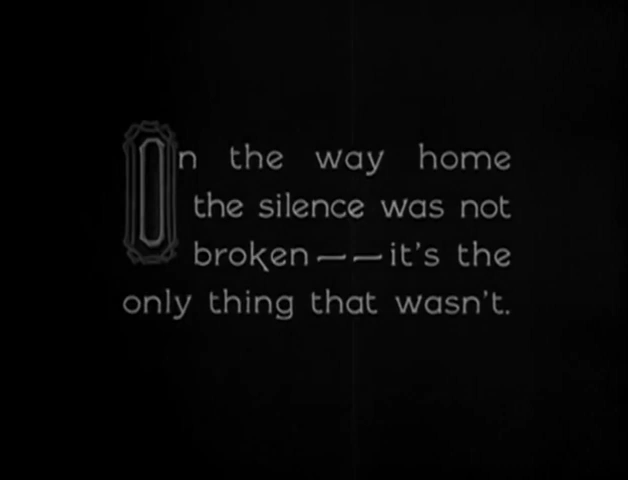 On the way home
the silence was not
broken——it's the
only thing that wasn't.